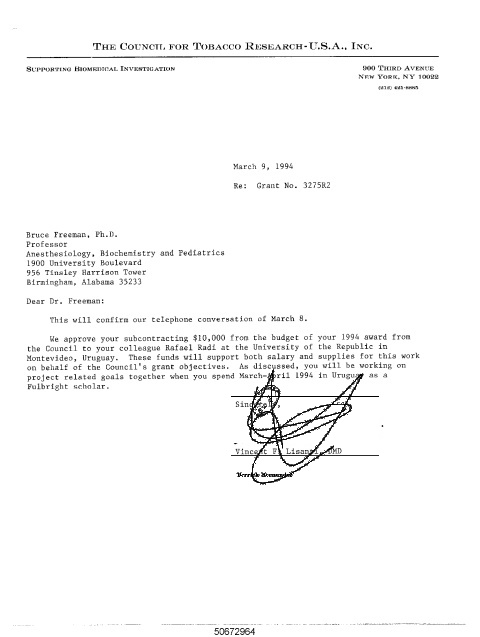 THE COUNCIL FOR TOBACCO RESEARCH-U.S.A., INC.
SUPPORTING BIOMEDICAL INVESTIGATION
900 THIRD AVENUE
NEW YORK, NY 10022
(212) 421-8885
March 9, 1994
Re: Grant No. 3275R2
Bruce Freeman, Ph.D.
Professor
Anesthesiology, Biochemistry and Pediatrics
1900 University Boulevard
956 Tinsley Harrison Tower
Birmingham, Alabama 35233
Dear Dr. Freeman:
This will confirm our telephone conversation of March 8.
We approve your subcontracting $10,000 from the budget of your 1994 award from
the Council to your colleague Rafael Radi at the University of the Republic in
Montevideo, Uruguay. These funds will support both salary and supplies for this work
on behalf of the Council's grant objectives. As discussed, you will be working on
project related goals together when you spend March-April 1994 in Uruguay as a
Fulbright scholar.
Sincerely,
Vincent F. Lisanti, DMD
50672964